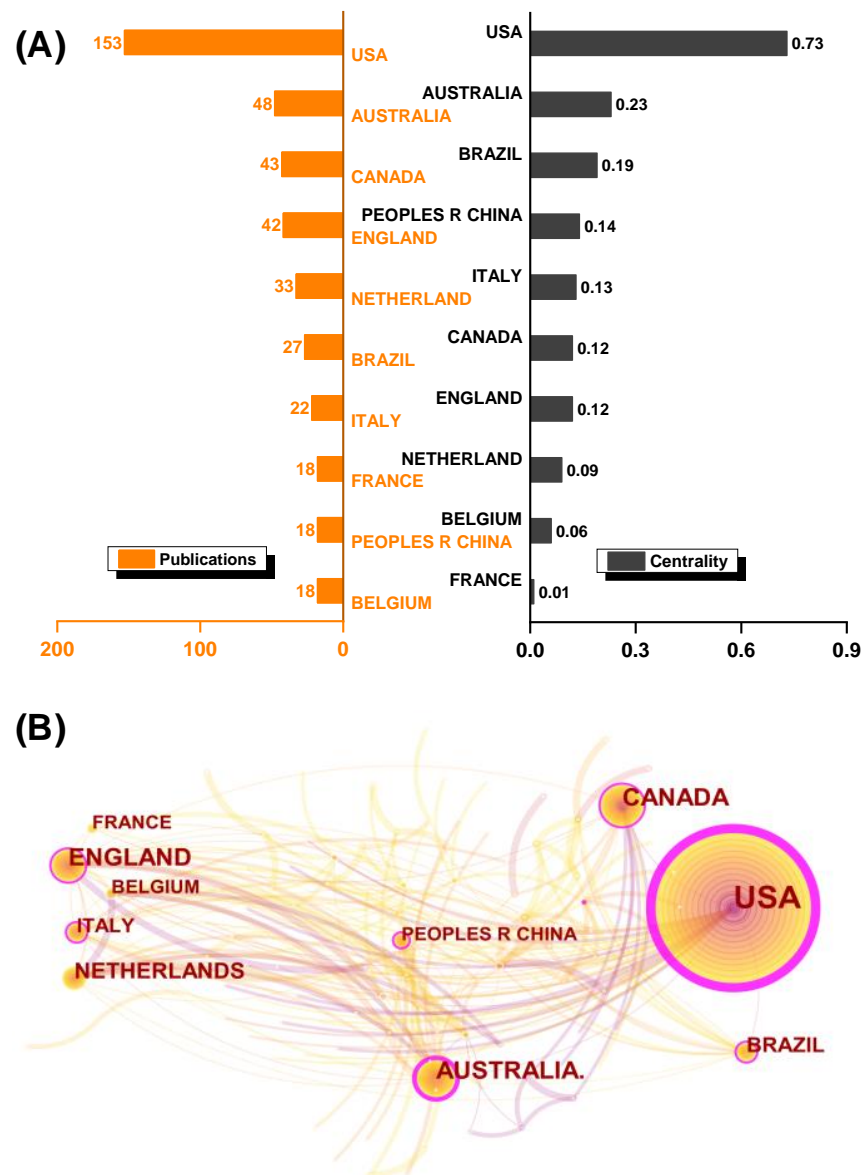 (A)
153
USA
USA
0.73
48
AUSTRALIA
AUSTRALIA
0.23
43
CANADA
BRAZIL
0.19
42
ENGLAND
PEOPLES R CHINA
0.14
33
NETHERLAND
ITALY
0.13
27
BRAZIL
CANADA
0.12
22
ITALY
ENGLAND
0.12
18
FRANCE
NETHERLAND
0.09
18
PEOPLES R CHINA
BELGIUM
0.06
18
BELGIUM
FRANCE
0.01
Publications
Centrality
200 100 0
0.0 0.3 0.6 0.9
(B)
CANADA
FRANCE
ENGLAND
BELGIUM
USA
ITALY
PEOPLES R CHINA
NETHERLANDS
BRAZIL
AUSTRALIA.